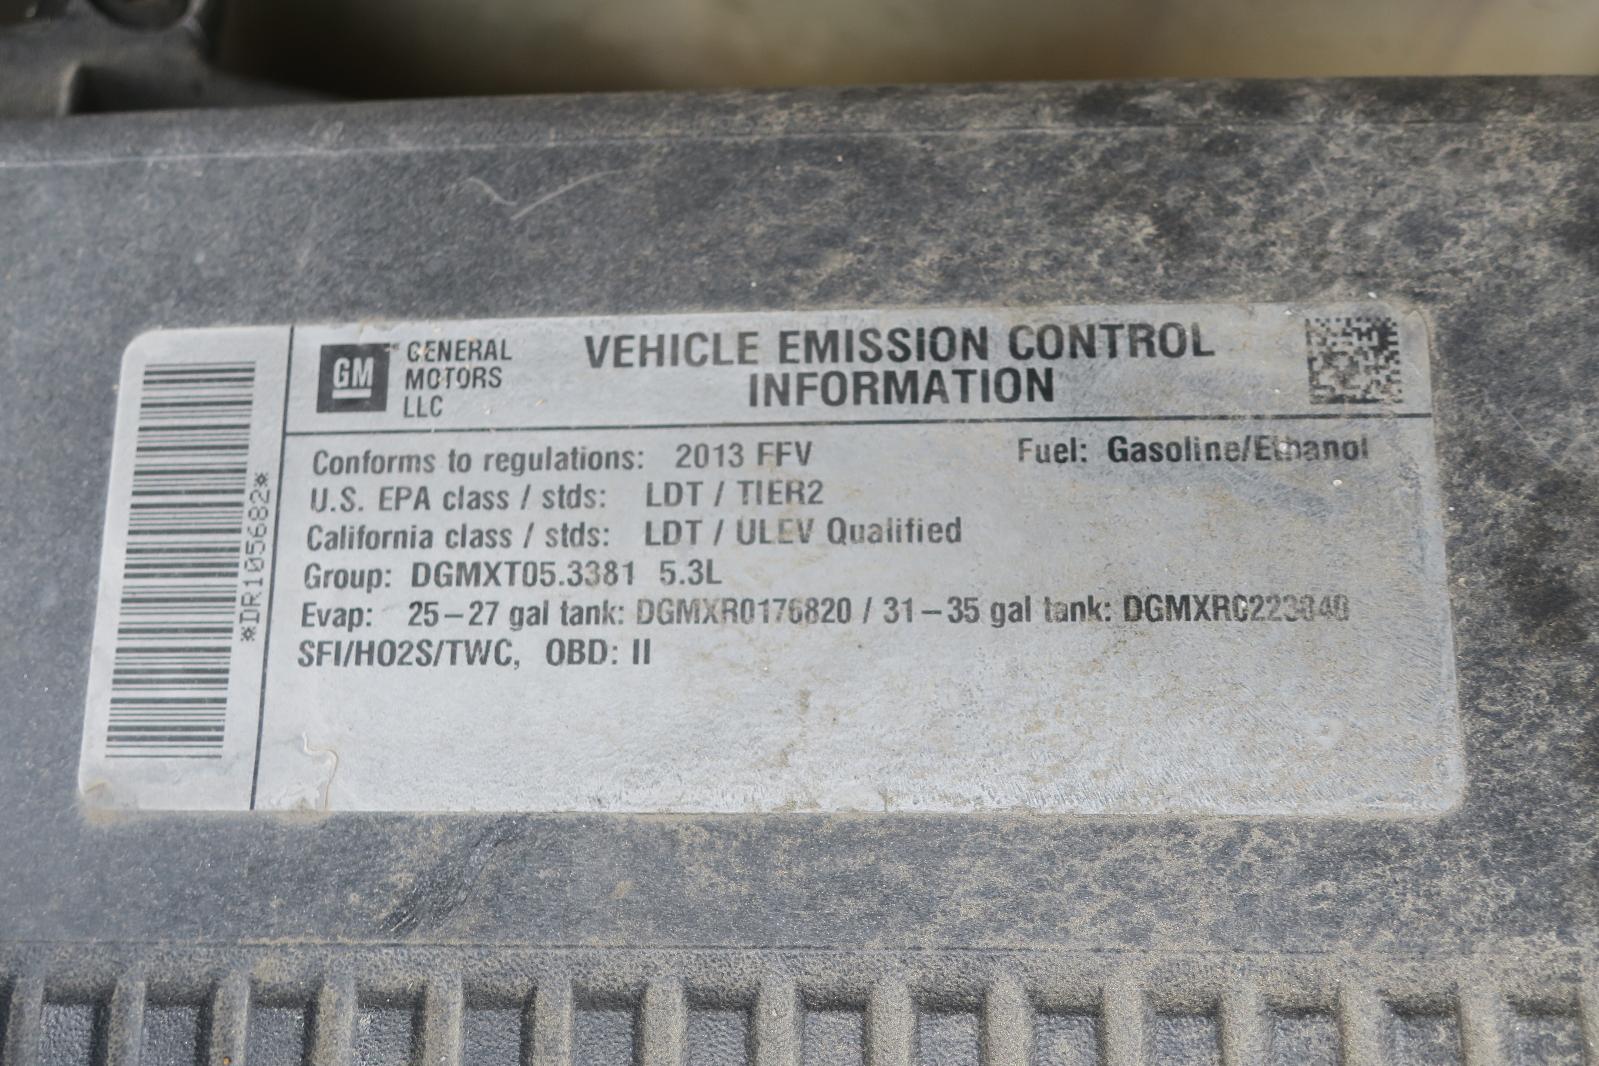 GM GENERAL
MOTORS
LLC
VEHICLE EMISSION CONTROL
INFORMATION
Conforms to regulations: 2013 FFV Fuel: Gasoline/Ethanol
U.S. EPA class / stds: LDT / TIER2
California class / stds: LDT / ULEV Qualified
Group: DGMXT05.3381 5.3L
Evap: 25-27 gal tank: DGMXR0176820 / 31-35 gal tank:
SFI/HO2S/TWC, OBD: II
*DR105682*